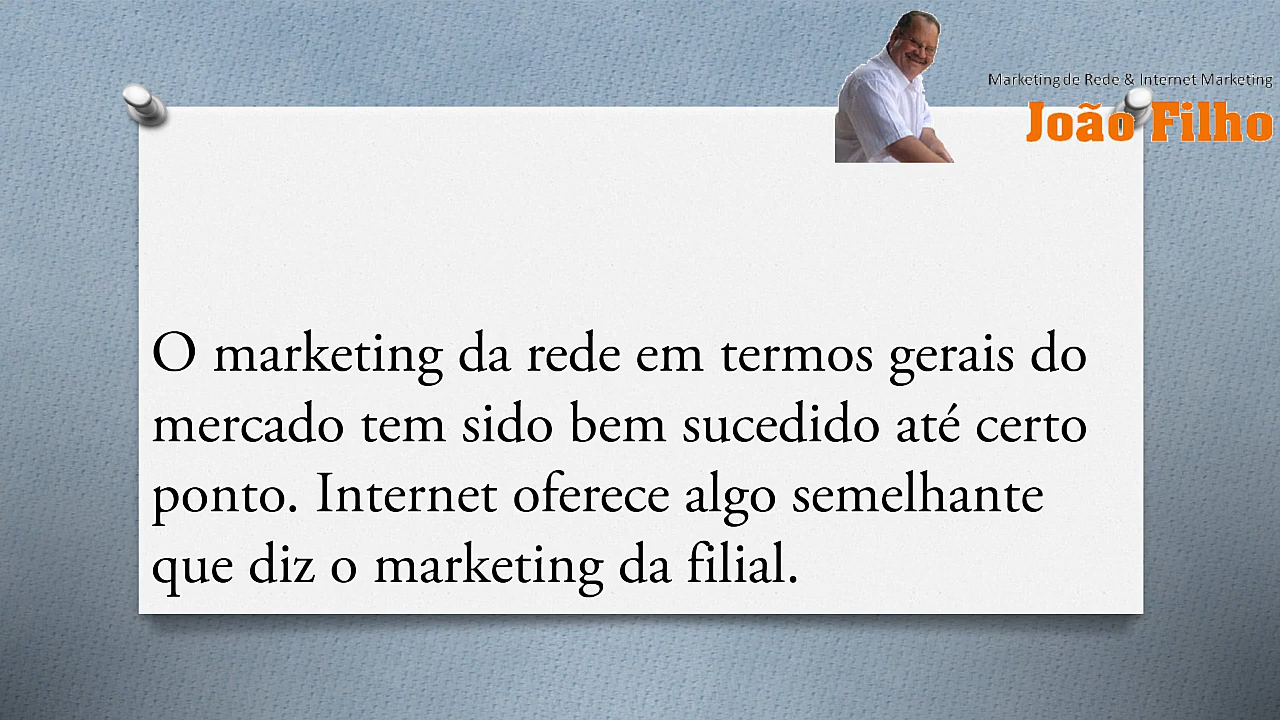 Marketing de Rede & Internet Marketing
João Filho
O marketing da rede em termos gerais do
mercado tem sido bem sucedido até certo
ponto. Internet oferece algo semelhante
que diz o marketing da filial.